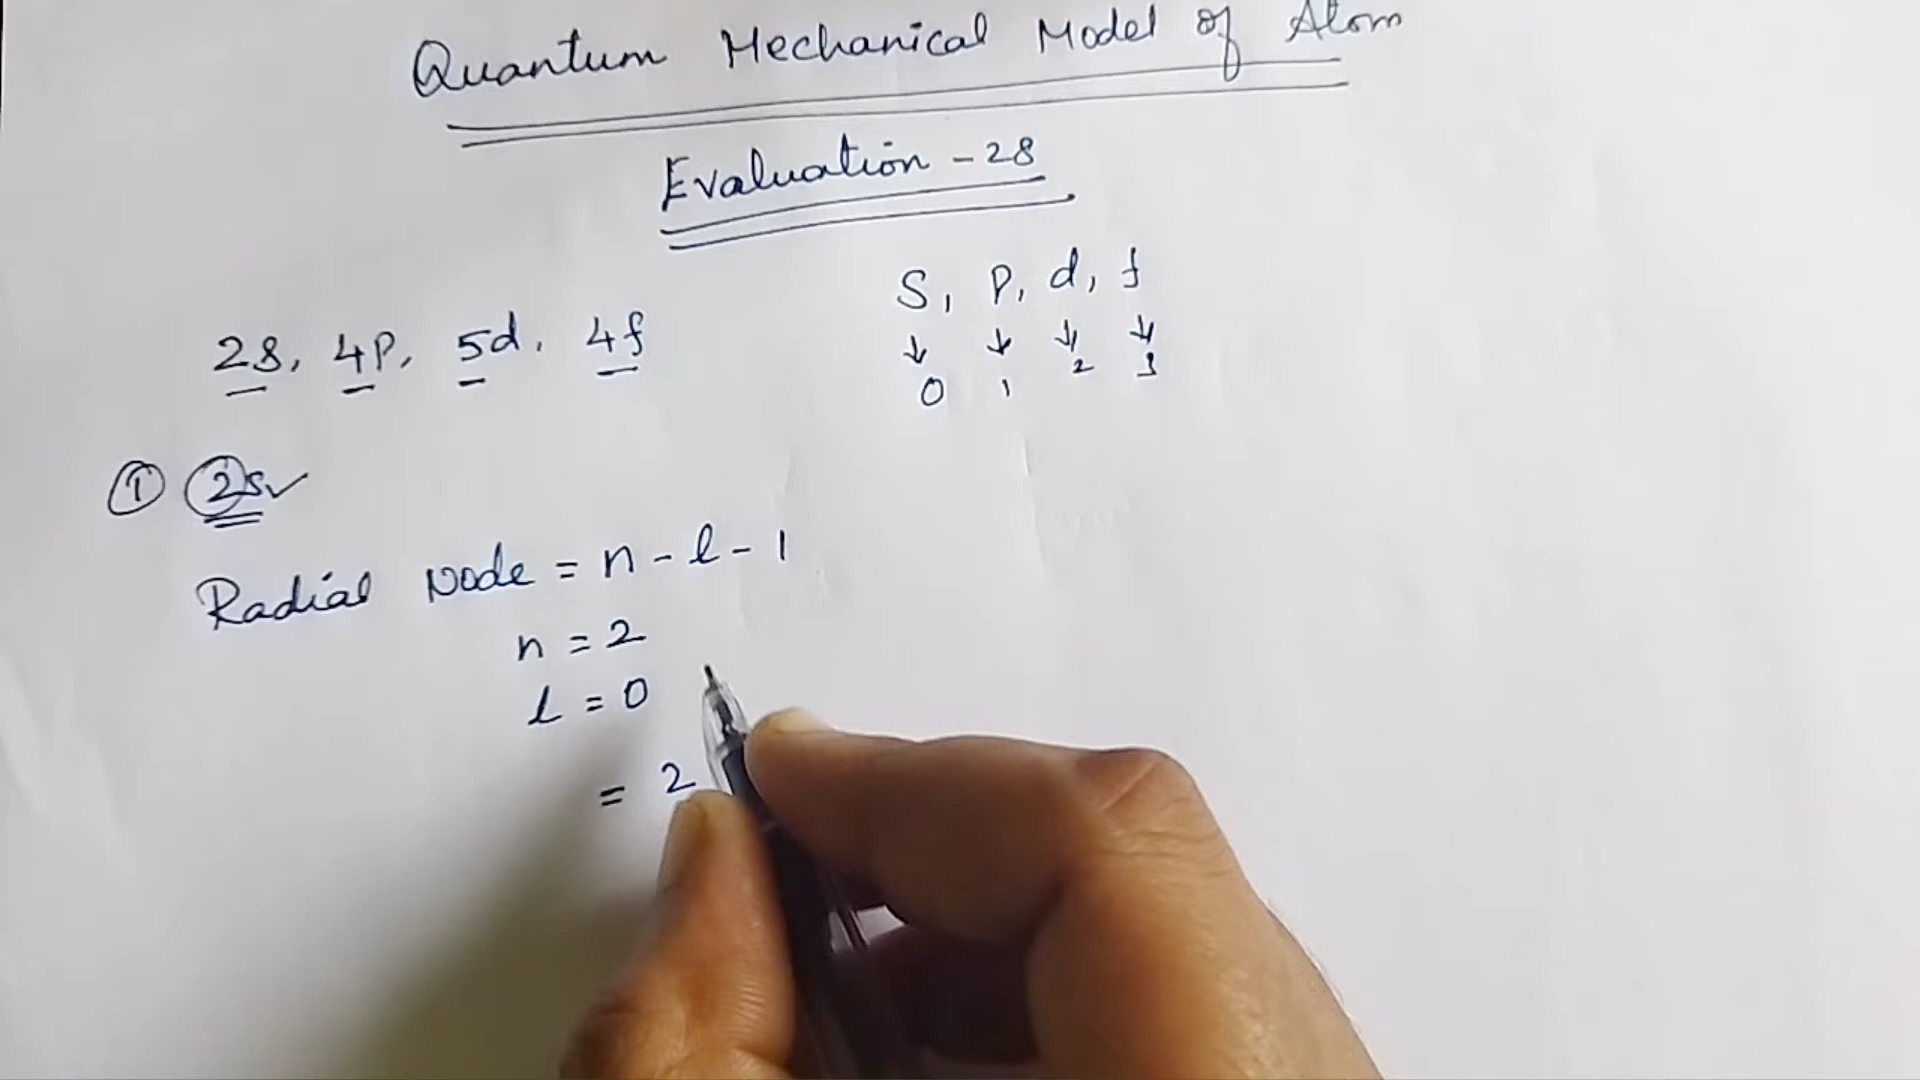 Quantum Mechanical Model of Atom
Evaluation - 28
S, P, d, f
↓ ↓ ↓ ↓
0 1 2 3
2s, 4p, 5d, 4f
① 2s✓
Radial Node = n - l - 1
n = 2
l = 0
= 2